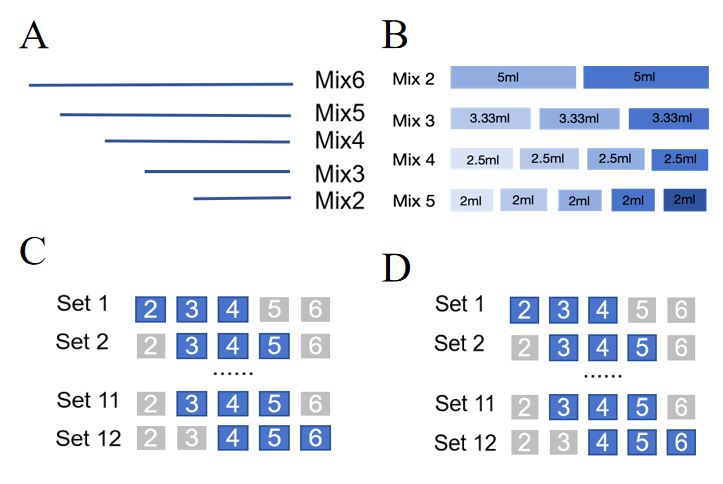 A
Mix6
Mix5
Mix4
Mix3
Mix2
B
Mix 2 5ml 5ml
Mix 3 3.33ml 3.33ml 3.33ml
Mix 4 2.5ml 2.5ml 2.5ml 2.5ml
Mix 5 2ml 2ml 2ml 2ml 2ml
C
Set 1 2 3 4 5 6
Set 2 2 3 4 5 6
......
Set 11 2 3 4 5 6
Set 12 2 3 4 5 6
D
Set 1 2 3 4 5 6
Set 2 2 3 4 5 6
......
Set 11 2 3 4 5 6
Set 12 2 3 4 5 6